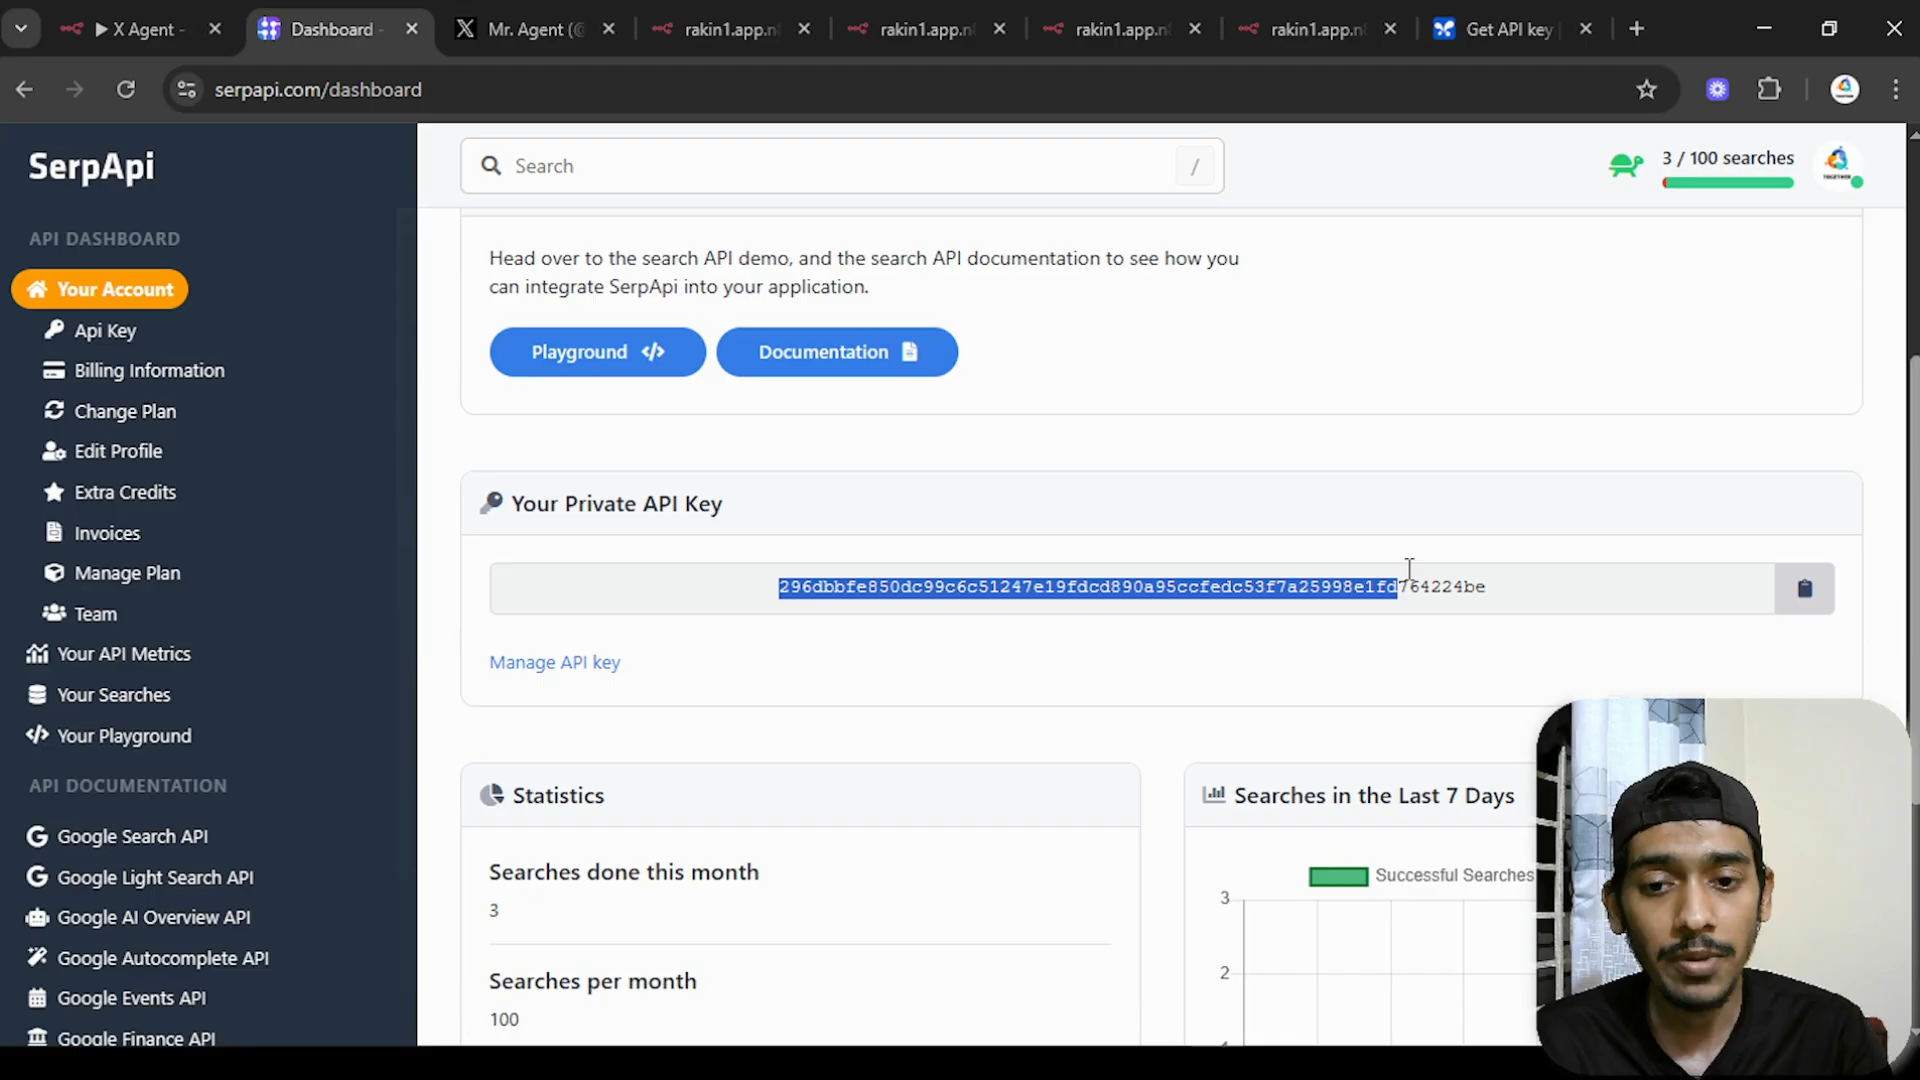 X Agent -
Dashboard -
Mr. Agent (@
rakin1.app.n
rakin1.app.n
rakin1.app.n
rakin1.app.n
Get API key
serpapi.com/dashboard
SerpApi
Search
/
3 / 100 searches
TOGETHER
API DASHBOARD
Your Account
Api Key
Billing Information
Change Plan
Edit Profile
Extra Credits
Invoices
Manage Plan
Team
Your API Metrics
Your Searches
Your Playground
API DOCUMENTATION
Google Search API
Google Light Search API
Google AI Overview API
Google Autocomplete API
Google Events API
Google Finance API
Head over to the search API demo, and the search API documentation to see how you
can integrate SerpApi into your application.
Playground
Documentation
Your Private API Key
296dbbfe850dc99c6c51247e19fdcd890a95ccfedc53f7a25998e1fd764224be
Manage API key
Statistics
Searches done this month
3
Searches per month
100
Searches in the Last 7 Days
Successful Searches
3
2